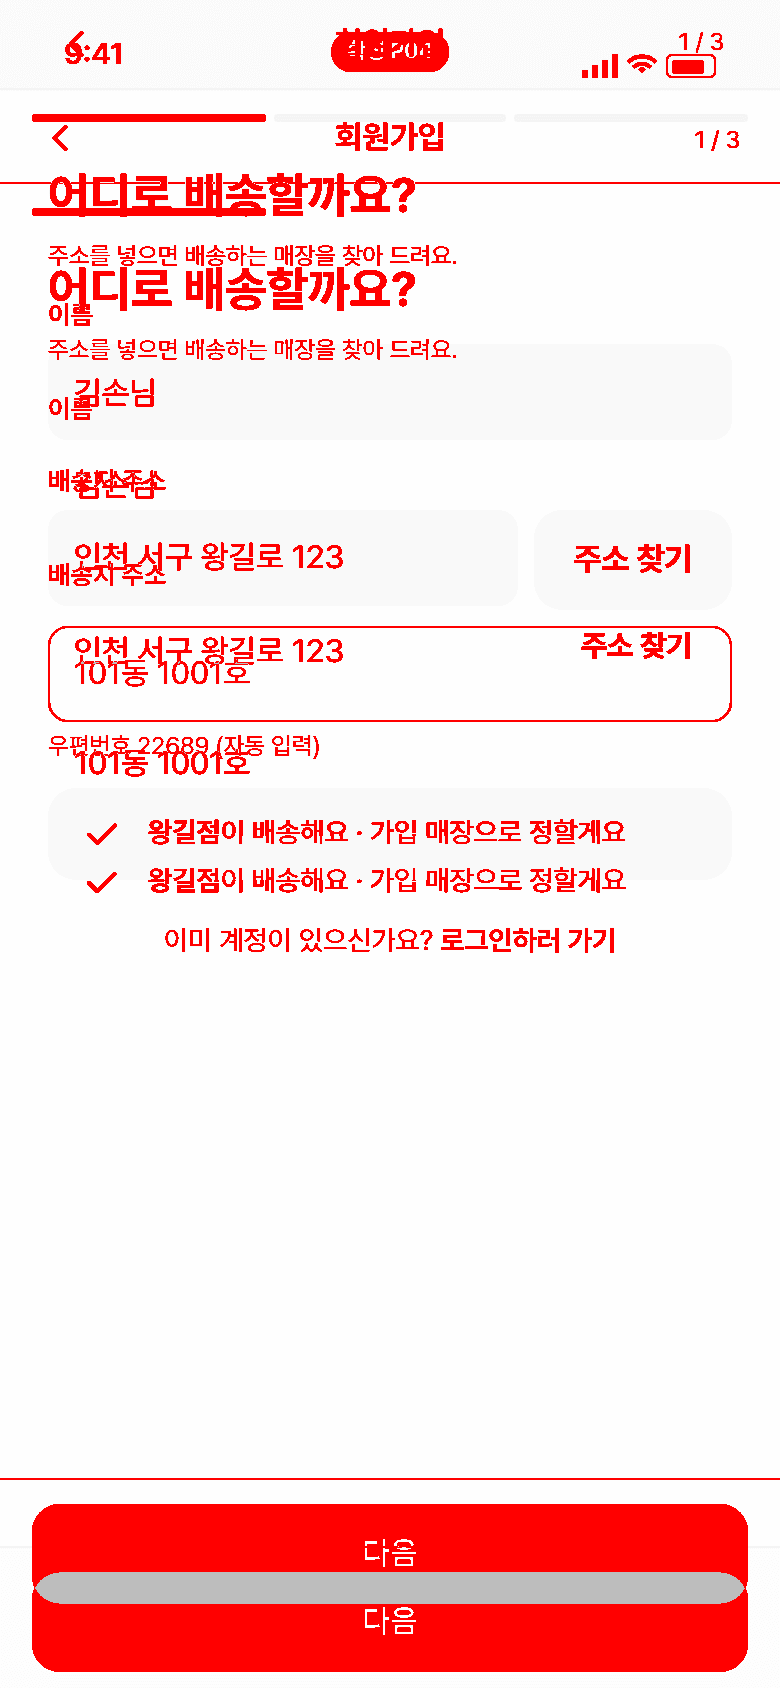 9:41
1 / 3
회원가입
1 / 3
어디로 배송할까요?
주소를 넣으면 배송하는 매장을 찾아 드려요.
어디로 배송할까요?
이름
주소를 넣으면 배송하는 매장을 찾아 드려요.
김손님
이름
배송지 주소
김손님
인천 서구 왕길로 123
주소 찾기
배송지 주소
인천 서구 왕길로 123
주소 찾기
101동 1001호
우편번호 22689 (자동 입력)
101동 1001호
왕길점이 배송해요 · 가입 매장으로 정할게요
왕길점이 배송해요 · 가입 매장으로 정할게요
이미 계정이 있으신가요? 로그인하러 가기
다음
다음